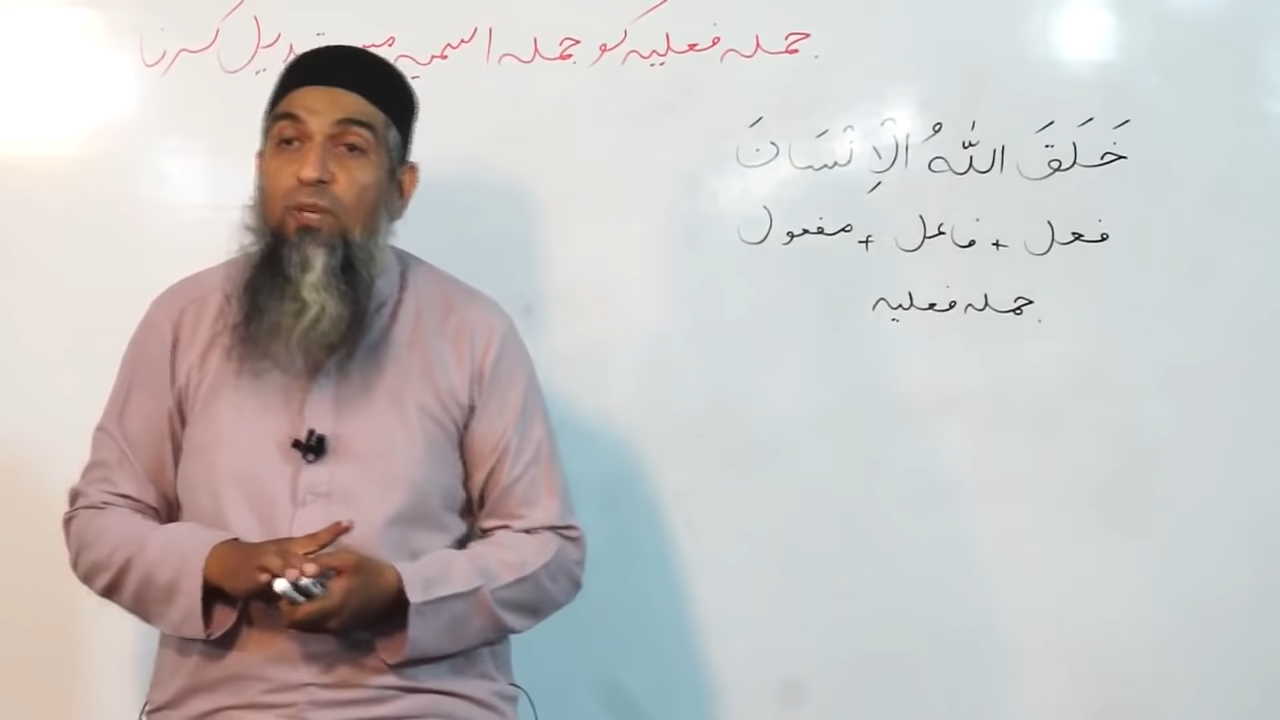 جملہ فعلیہ کو جملہ اسمیہ میں تبدیل کرنا
خَلَقَ اللّٰهُ الْاِنْسَانَ
فعل + فاعل + مفعول
جملہ فعلیہ